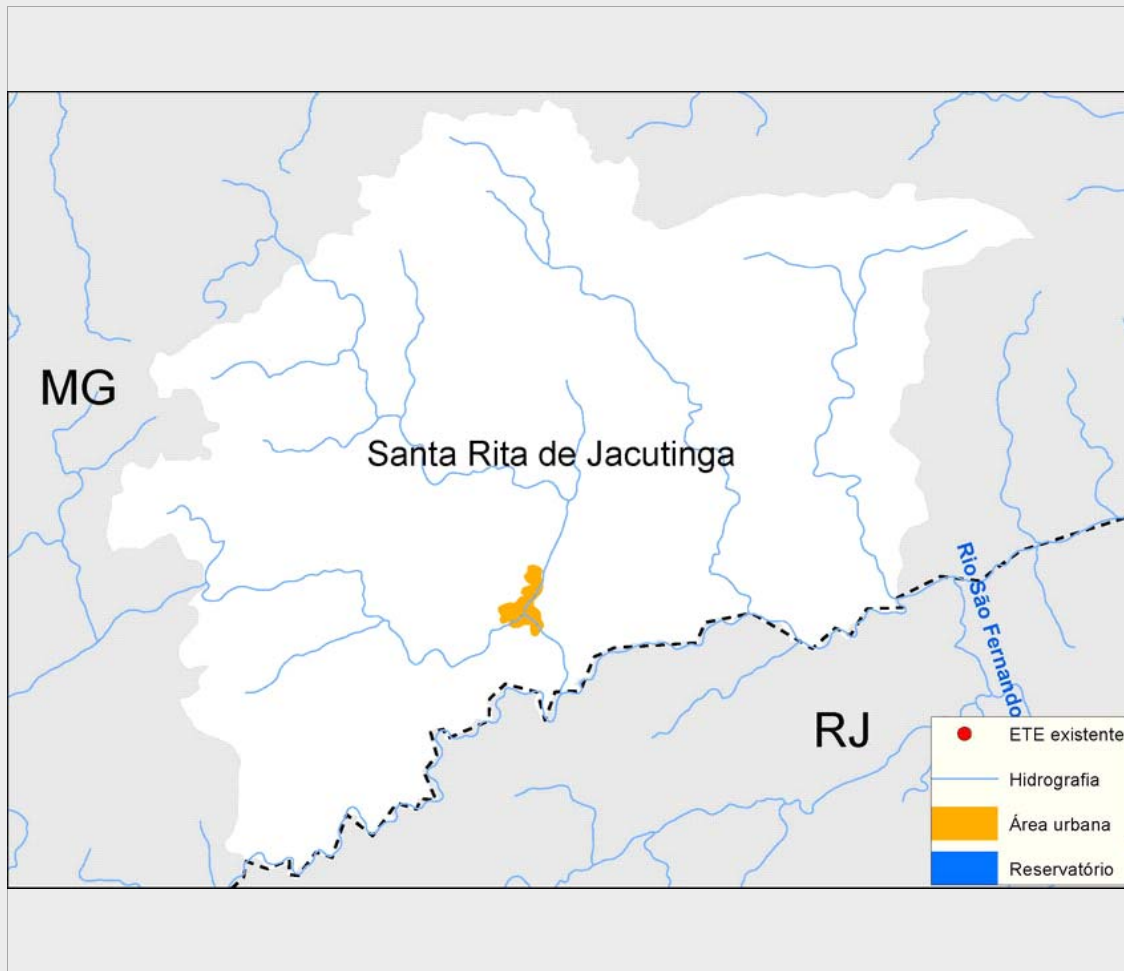 MG
Santa Rita de Jacutinga
Rio São Fernando
RJ
ETE existente
Hidrografia
Área urbana
Reservatório